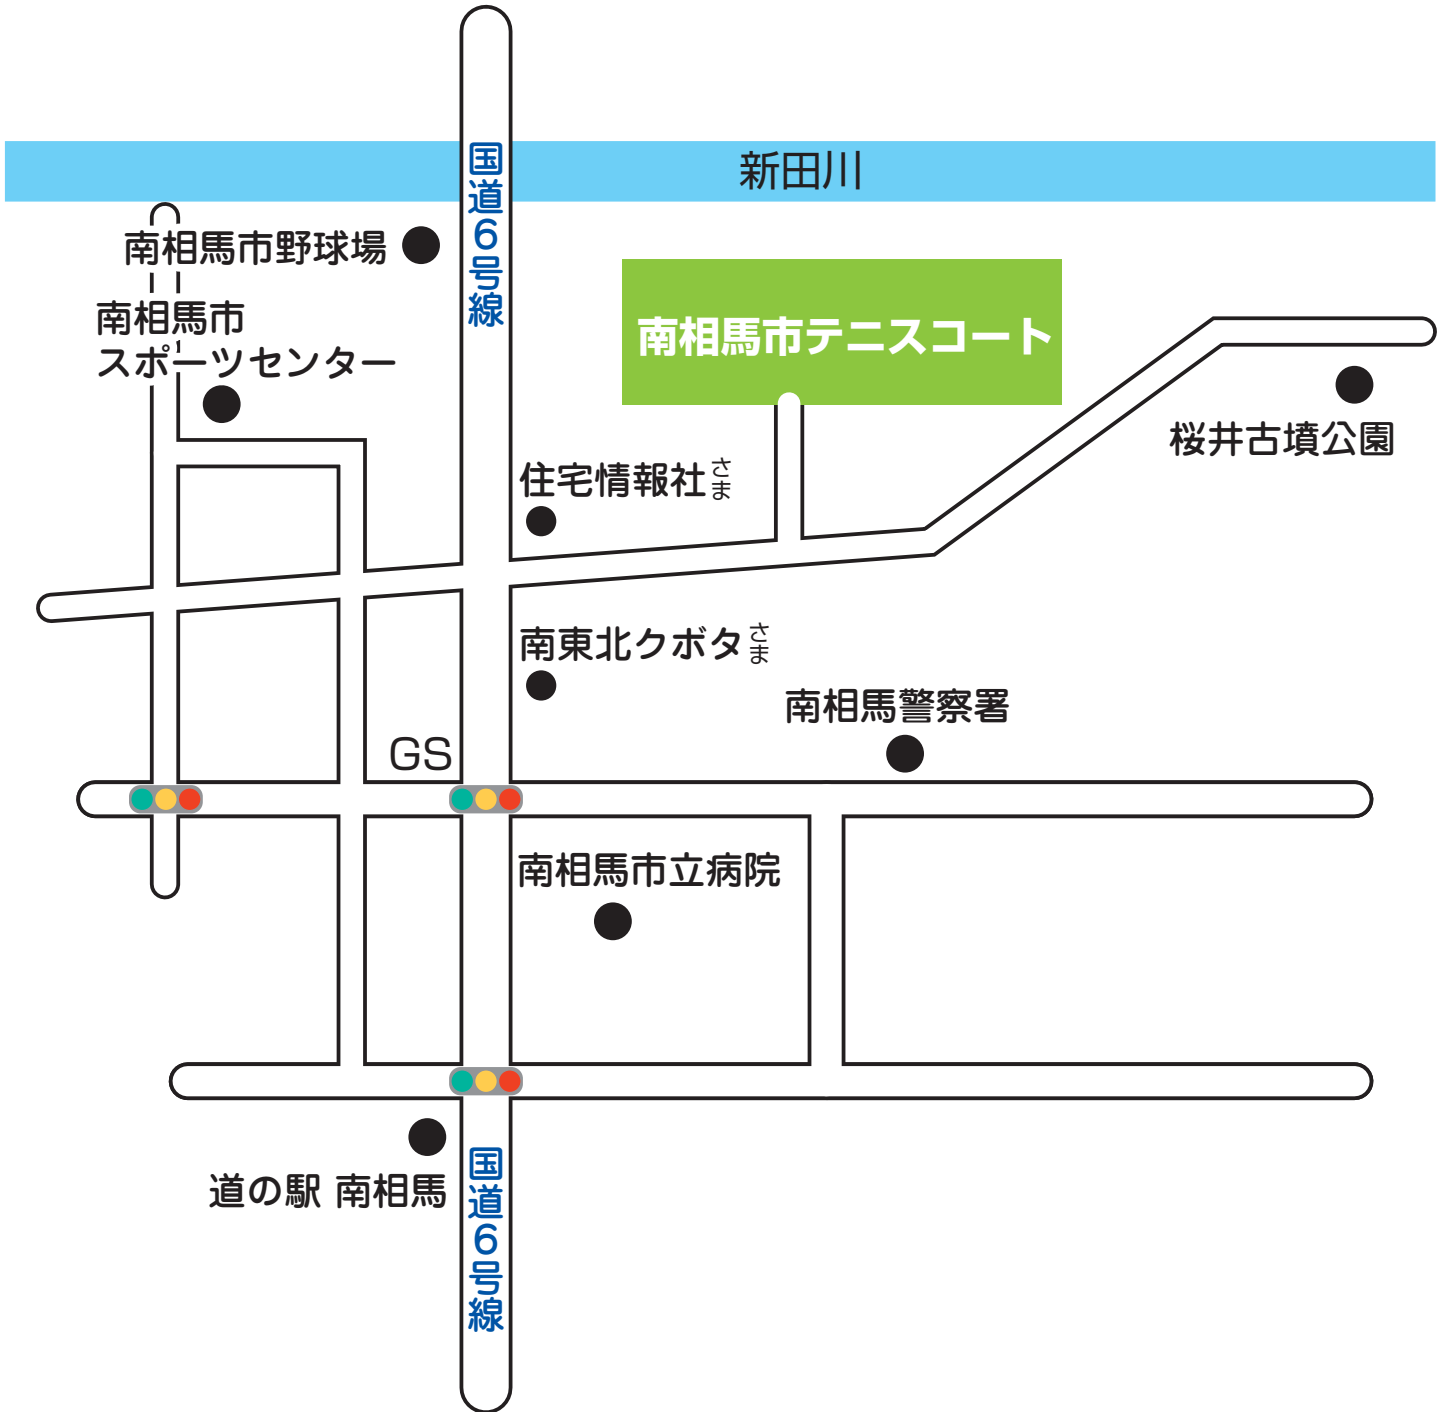 新田川
国道6号線
南相馬市野球場
南相馬市
スポーツセンター
南相馬市テニスコート
桜井古墳公園
住宅情報社さま
南東北クボタさま
南相馬警察署
GS
南相馬市立病院
道の駅 南相馬
国道6号線